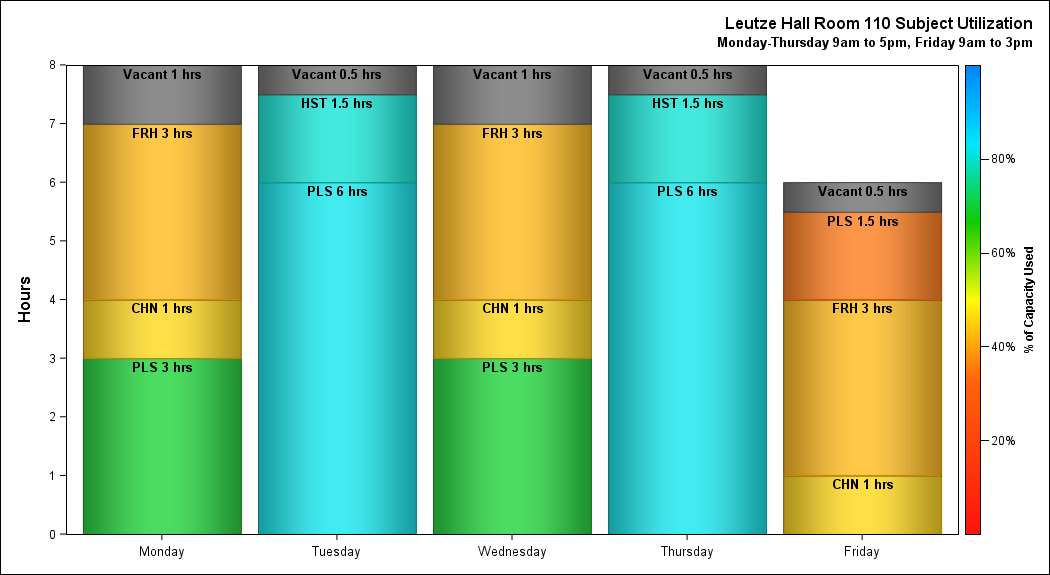 Leutze Hall Room 110 Subject Utilization
Monday-Thursday 9am to 5pm, Friday 9am to 3pm
Hours
8
7
6
5
4
3
2
1
0
Vacant 1 hrs
FRH 3 hrs
CHN 1 hrs
PLS 3 hrs
Monday
Vacant 0.5 hrs
HST 1.5 hrs
PLS 6 hrs
Tuesday
Vacant 1 hrs
FRH 3 hrs
CHN 1 hrs
PLS 3 hrs
Wednesday
Vacant 0.5 hrs
HST 1.5 hrs
PLS 6 hrs
Thursday
Vacant 0.5 hrs
PLS 1.5 hrs
FRH 3 hrs
CHN 1 hrs
Friday
80%
60%
40%
20%
% of Capacity Used